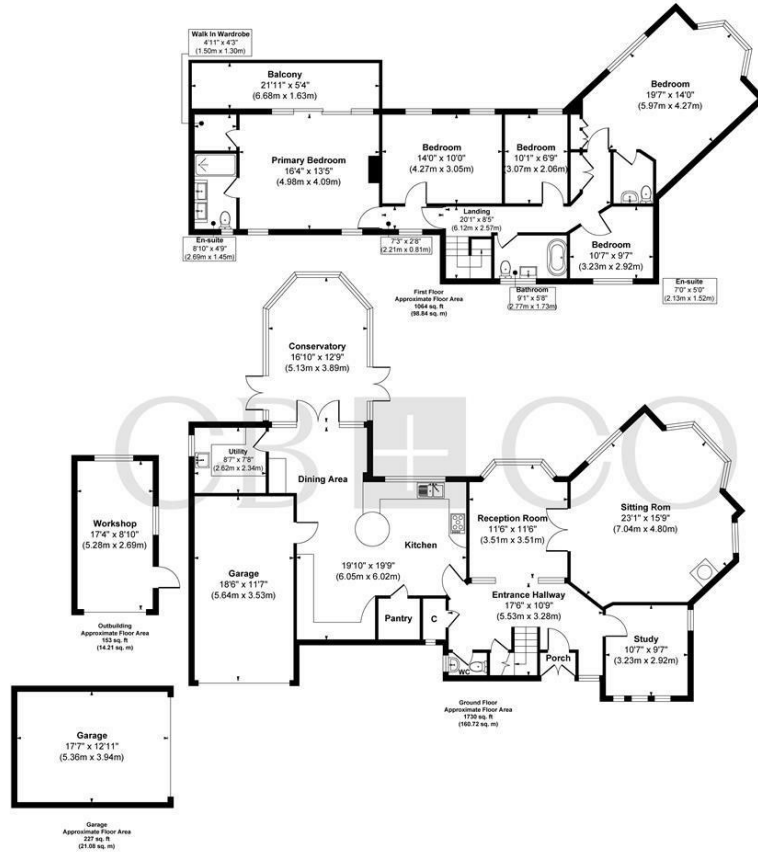 Walk In Wardrobe
4'11" x 4'3"
(1.50m x 1.30m)
Balcony
21'11" x 5'4"
(6.68m x 1.63m)
Bedroom
19'7" x 14'0"
(5.97m x 4.27m)
Primary Bedroom
16'4" x 13'5"
(4.98m x 4.09m)
Bedroom
14'0" x 10'0"
(4.27m x 3.05m)
Bedroom
10'1" x 6'9"
(3.07m x 2.06m)
Landing
20'1" x 8'5"
(6.12m x 2.57m)
En-suite
8'10" x 4'9"
(2.69m x 1.45m)
7'3" x 2'8"
(2.21m x 0.81m)
Bedroom
10'7" x 9'7"
(3.23m x 2.92m)
Bathroom
9'1" x 5'8"
(2.77m x 1.73m)
En-suite
7'0" x 5'0"
(2.13m x 1.52m)
First Floor
Approximate Floor Area
1064 sq. ft
(98.84 sq. m)
Conservatory
16'10" x 12'9"
(5.13m x 3.89m)
CB+CO
Utility
8'7" x 7'8"
(2.62m x 2.34m)
Dining Area
Workshop
17'4" x 8'10"
(5.28m x 2.69m)
Garage
18'6" x 11'7"
(5.64m x 3.53m)
19'10" x 19'9"
(6.05m x 6.02m)
Kitchen
Reception Room
11'6" x 11'6"
(3.51m x 3.51m)
Sitting Rom
23'1" x 15'9"
(7.04m x 4.80m)
Entrance Hallway
17'6" x 10'9"
(5.53m x 3.28m)
Pantry
C
Study
10'7" x 9'7"
(3.23m x 2.92m)
Porch
WC
Outbuilding
Approximate Floor Area
153 sq. ft
(14.21 sq. m)
Ground Floor
Approximate Floor Area
1730 sq. ft
(160.72 sq. m)
Garage
17'7" x 12'11"
(5.36m x 3.94m)
Garage
Approximate Floor Area
227 sq. ft
(21.08 sq. m)